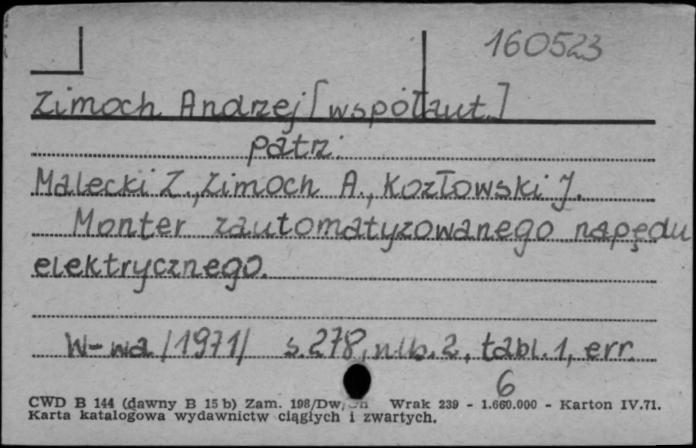 160523
Zimoch Andrzej [współaut.]
patrz:
Malecki Z., Zimoch A., Kozłowski J.
Monter zautomatyzowanego napędu
elektrycznego.
W-wa /1971/ s.278, nlb.2, tabl.1, err.
6
CWD B 144 (dawny B 15 b) Zam. 198/Dw. Wrak 239 - 1.660.000 - Karton IV.71.
Karta katalogowa wydawnictw ciągłych i zwartych.